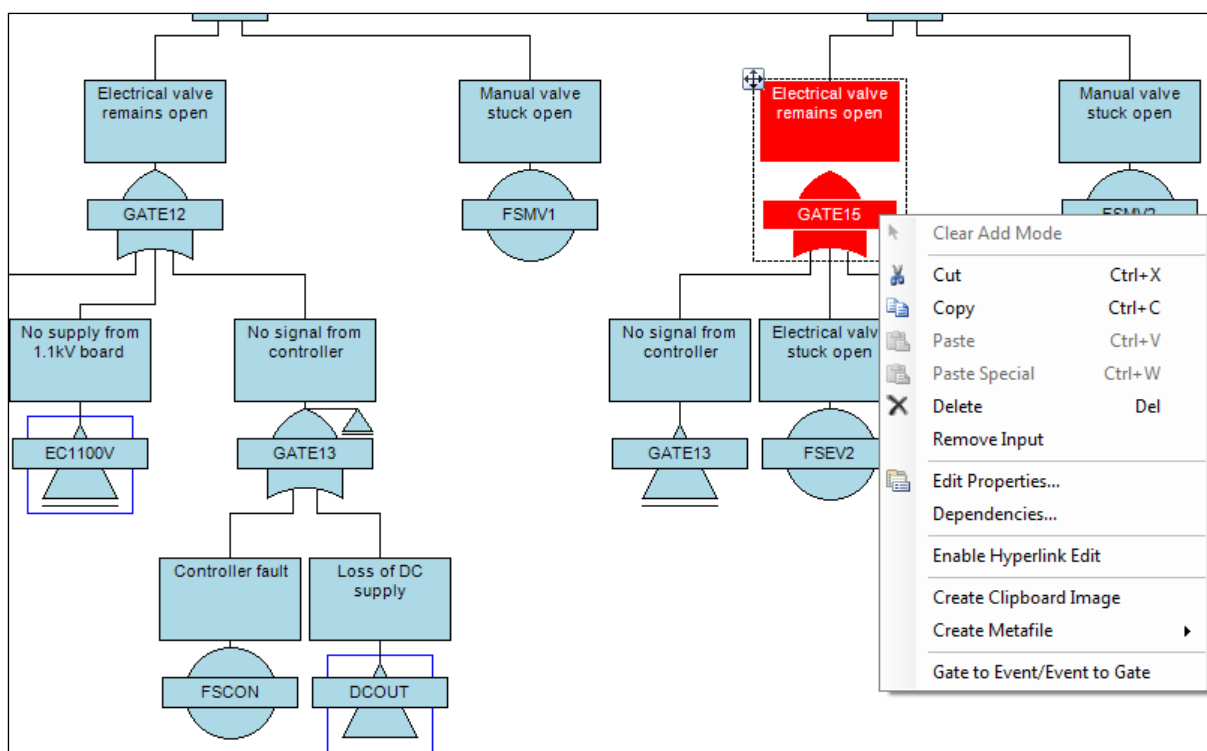 Electrical valve
remains open
GATE12
Manual valve
stuck open
FSMV1
Electrical valve
remains open
GATE15
Manual valve
stuck open
No supply from
1.1kV board
EC1100V
No signal from
controller
GATE13
No signal from
controller
GATE13
Electrical
stuck open
FSEV2
Controller fault
FSCON
Loss of DC
supply
DCOUT
Clear Add Mode
Cut Ctrl+X
Copy Ctrl+C
Paste Ctrl+V
Paste Special Ctrl+W
Delete Del
Remove Input
Edit Properties...
Dependencies...
Enable Hyperlink Edit
Create Clipboard Image
Create Metafile
Gate to Event/Event to Gate